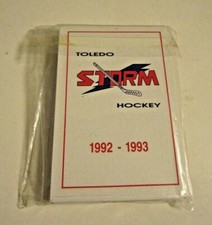 TOLEDO
STORM
HOCKEY
1992 - 1993